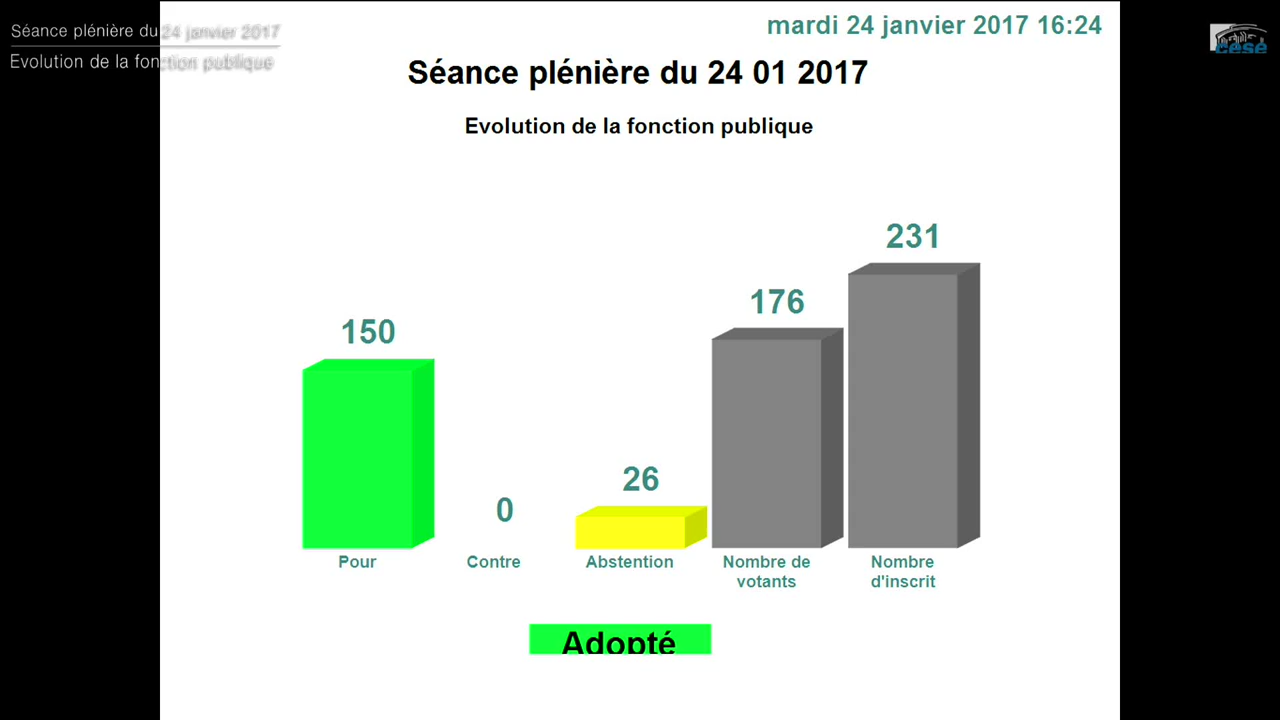 Séance plénière du 24 janvier 2017
Evolution de la fonction publique
mardi 24 janvier 2017 16:24
cese
Séance plénière du 24 01 2017
Evolution de la fonction publique
150
0
26
176
231
Pour
Contre
Abstention
Nombre de
votants
Nombre
d'inscrit
Adopté